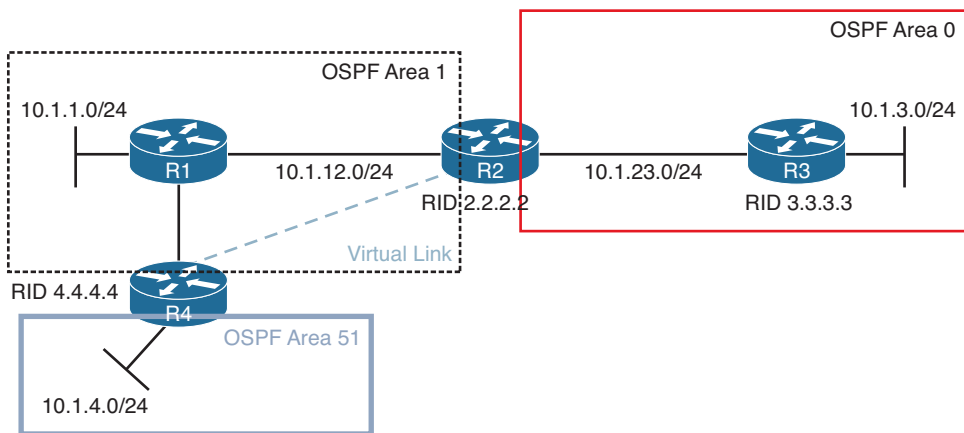 OSPF Area 0
OSPF Area 1
10.1.1.0/24
10.1.3.0/24
R1
10.1.12.0/24
R2
10.1.23.0/24
R3
RID 2.2.2.2
RID 3.3.3.3
Virtual Link
RID 4.4.4.4
R4
OSPF Area 51
10.1.4.0/24